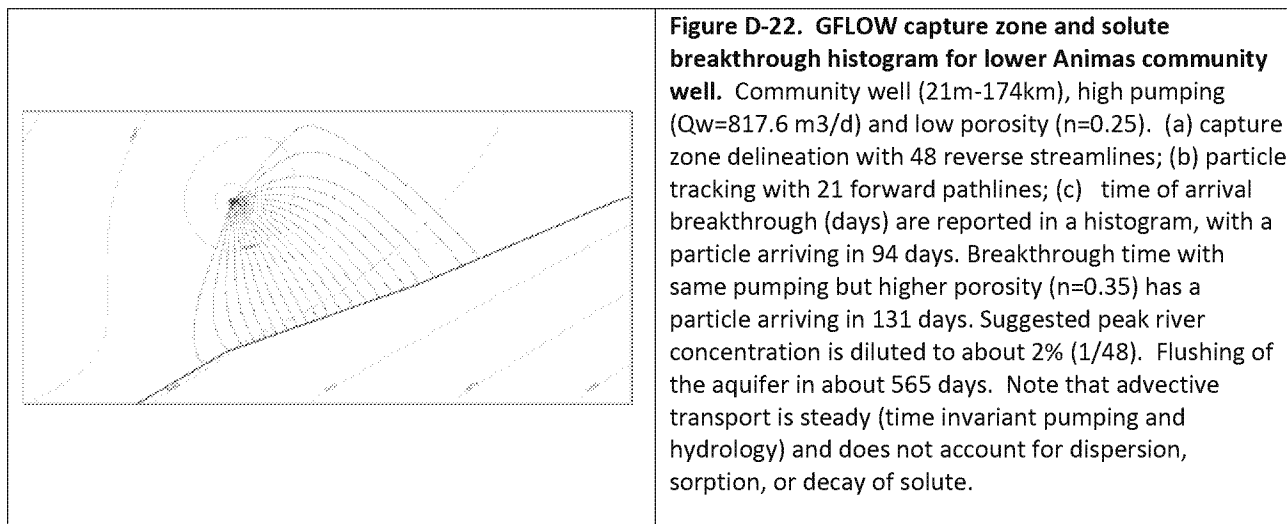 Figure D-22. GFLOW capture zone and solute
breakthrough histogram for lower Animas community
well. Community well (21m-174km), high pumping
(Qw=817.6 m3/d) and low porosity (n=0.25). (a) capture
zone delineation with 48 reverse streamlines; (b) particle
tracking with 21 forward pathlines; (c) time of arrival
breakthrough (days) are reported in a histogram, with a
particle arriving in 94 days. Breakthrough time with
same pumping but higher porosity (n=0.35) has a
particle arriving in 131 days. Suggested peak river
concentration is diluted to about 2% (1/48). Flushing of
the aquifer in about 565 days. Note that advective
transport is steady (time invariant pumping and
hydrology) and does not account for dispersion,
sorption, or decay of solute.